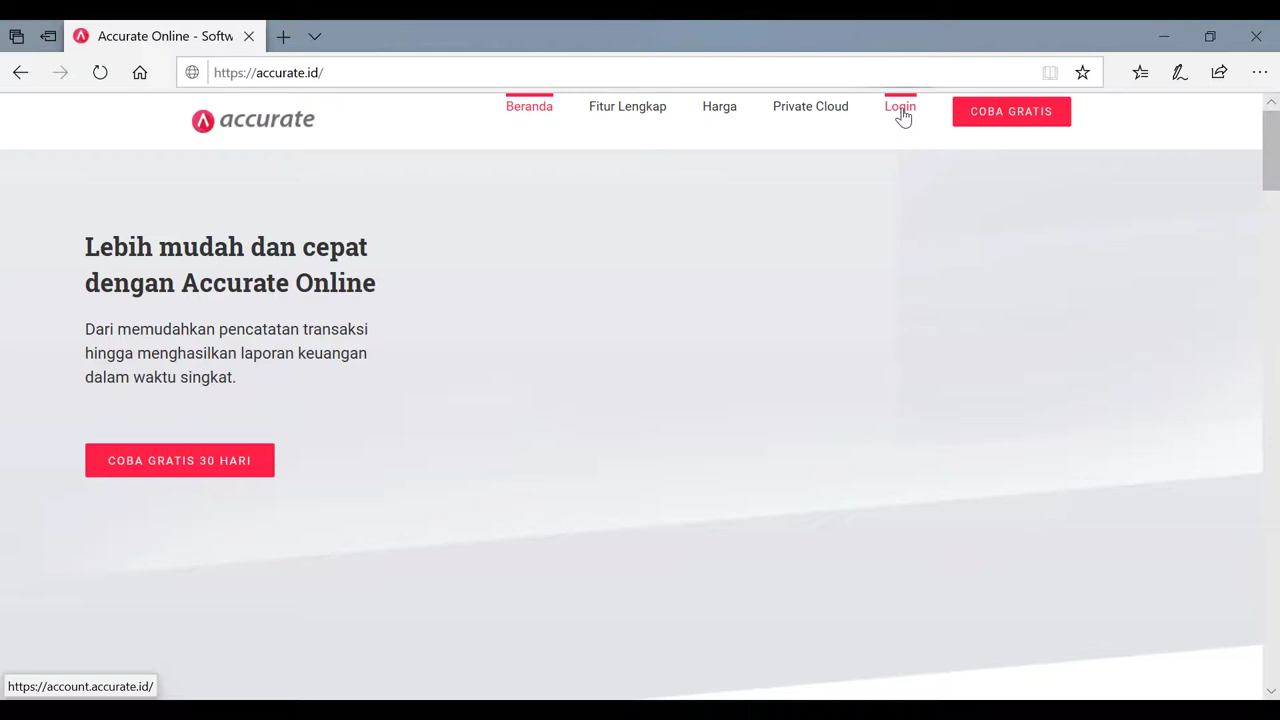 Accurate Online - Softw
https://accurate.id/
accurate
Beranda
Fitur Lengkap
Harga
Private Cloud
Login
COBA GRATIS
Lebih mudah dan cepat
dengan Accurate Online
Dari memudahkan pencatatan transaksi
hingga menghasilkan laporan keuangan
dalam waktu singkat.
COBA GRATIS 30 HARI
https://account.accurate.id/